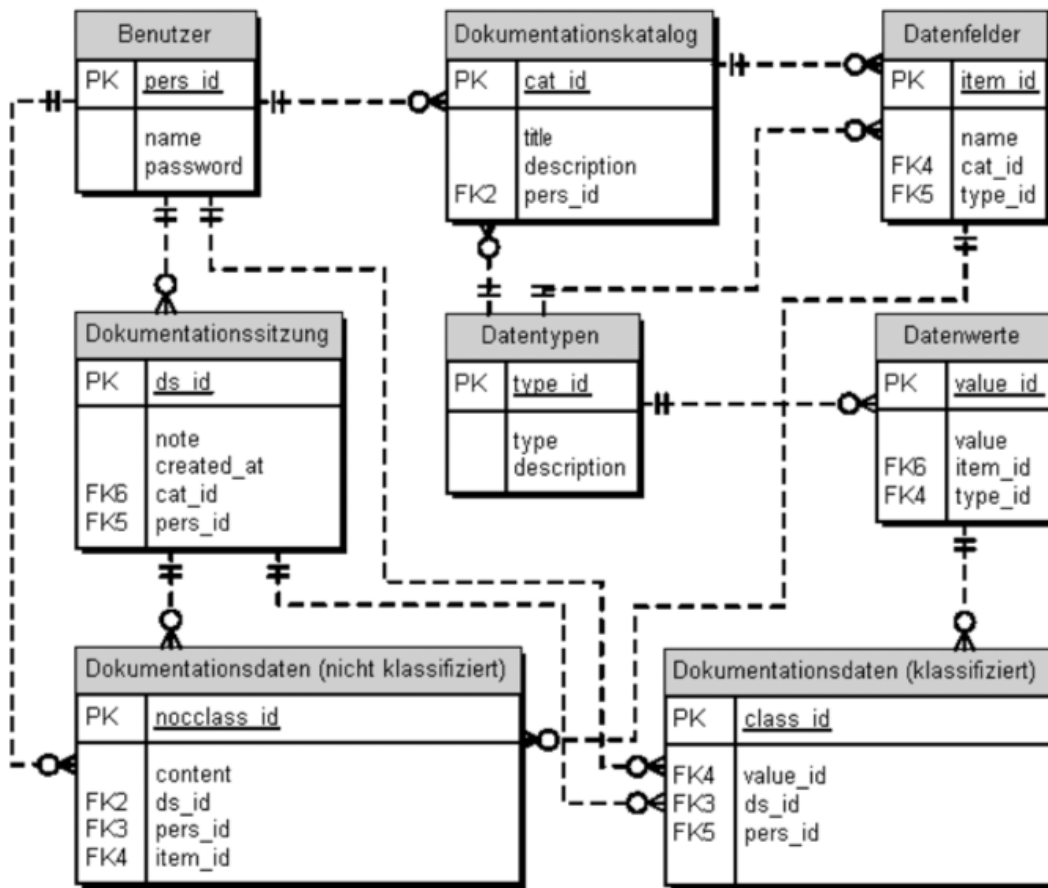 Benutzer
PK pers_id
name
password
Dokumentationskatalog
PK cat_id
title
description
FK2 pers_id
Datenfelder
PK item_id
name
FK4 cat_id
FK5 type_id
Dokumentationssitzung
PK ds_id
note
created_at
FK6 cat_id
FK5 pers_id
Datentypen
PK type_id
type
description
Datenwerte
PK value_id
value
FK6 item_id
FK4 type_id
Dokumentationsdaten (nicht klassifiziert)
PK nocclass_id
content
FK2 ds_id
FK3 pers_id
FK4 item_id
Dokumentationsdaten (klassifiziert)
PK class_id
FK4 value_id
FK3 ds_id
FK5 pers_id